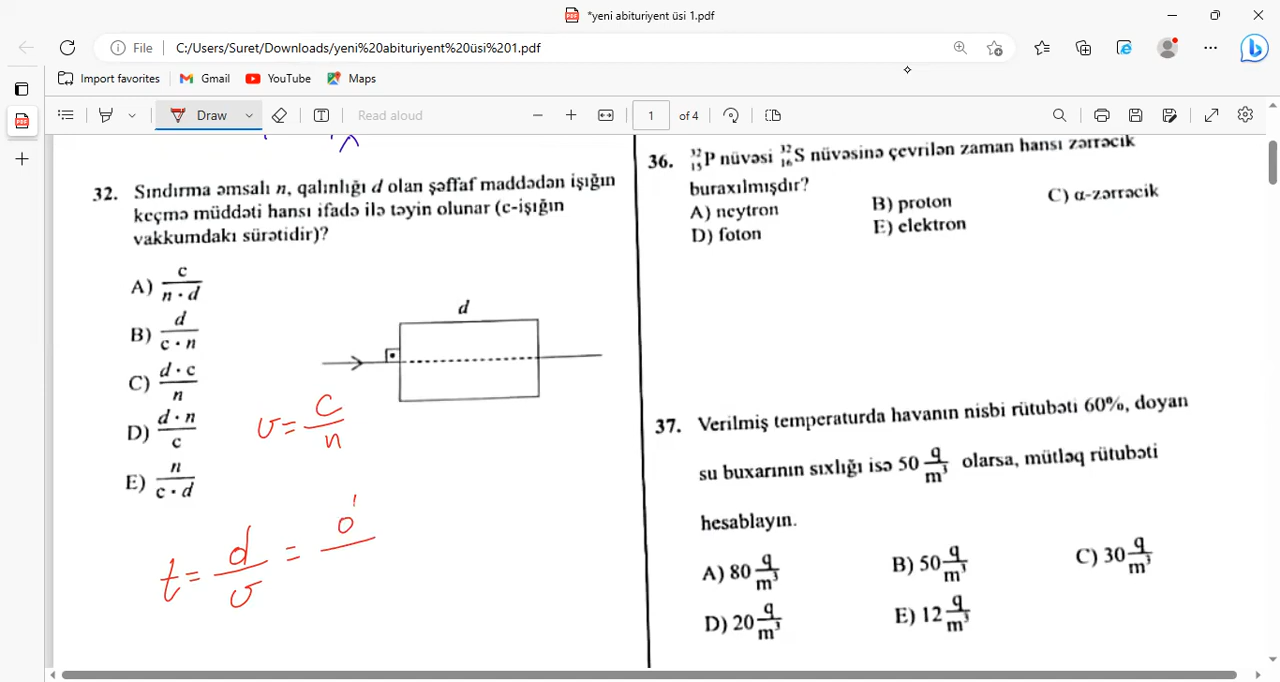 *yeni abituriyent üsi 1.pdf
File C:/Users/Suret/Downloads/yeni%20abituriyent%20üsi%201.pdf
Import favorites Gmail YouTube Maps
Draw Read aloud 1 of 4
32. Sındırma əmsalı n, qalınlığı d olan şəffaf maddədən işığın
keçmə müddəti hansı ifadə ilə təyin olunar (c-işığın
vakkumdakı sürətidir)?
A) c / n · d
B) d / c · n
C) d · c / n
D) d · n / c
E) n / c · d
d
υ = c / n
t = d / υ =
36. ³²₁₅P nüvəsi ³²₁₆S nüvəsinə çevrilən zaman hansı zərrəcik
buraxılmışdır?
A) neytron B) proton C) α-zərrəcik
D) foton E) elektron
37. Verilmiş temperaturda havanın nisbi rütubəti 60%, doyan
su buxarının sıxlığı isə 50 q/m³ olarsa, mütləq rütubəti
hesablayın.
A) 80 q/m³ B) 50 q/m³ C) 30 q/m³
D) 20 q/m³ E) 12 q/m³